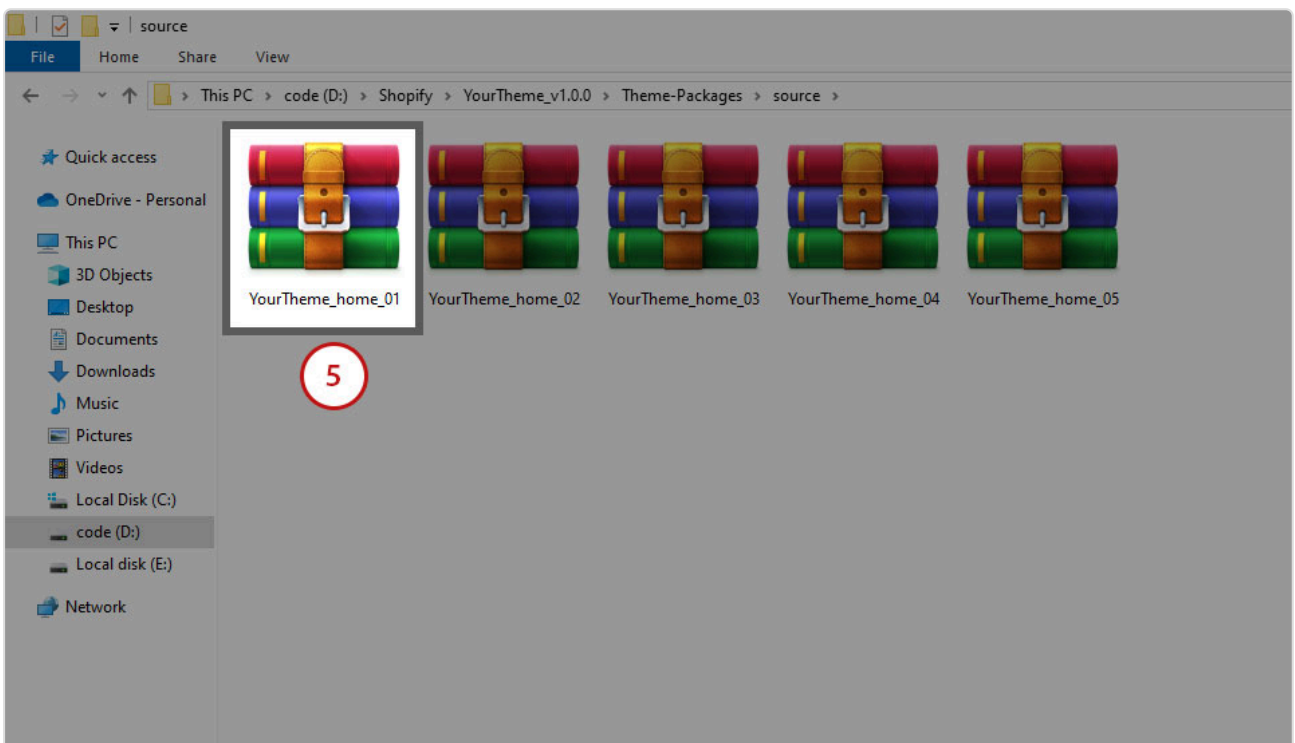 source
File Home Share View
This PC > code (D:) > Shopify > YourTheme_v1.0.0 > Theme-Packages > source >
Quick access
OneDrive - Personal
This PC
3D Objects
Desktop
Documents
Downloads
Music
Pictures
Videos
Local Disk (C:)
code (D:)
Local disk (E:)
Network
YourTheme_home_01 YourTheme_home_02 YourTheme_home_03 YourTheme_home_04 YourTheme_home_05
5